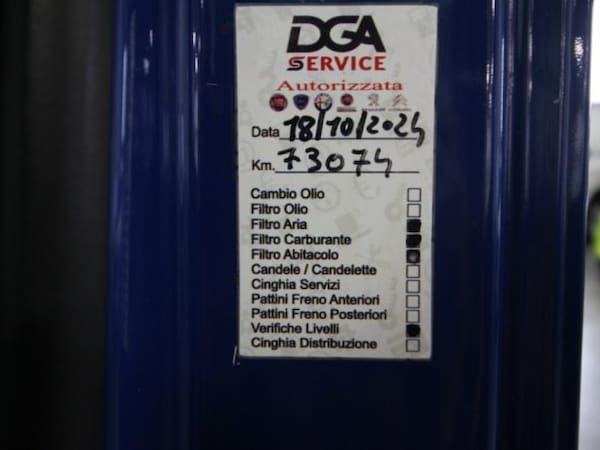 DGA
SERVICE
Autorizzata
Data 18/10/2024
Km. 73074
Cambio Olio
Filtro Olio
Filtro Aria
Filtro Carburante
Filtro Abitacolo
Candele / Candelette
Cinghia Servizi
Pattini Freno Anteriori
Pattini Freno Posteriori
Verifiche Livelli
Cinghia Distribuzione